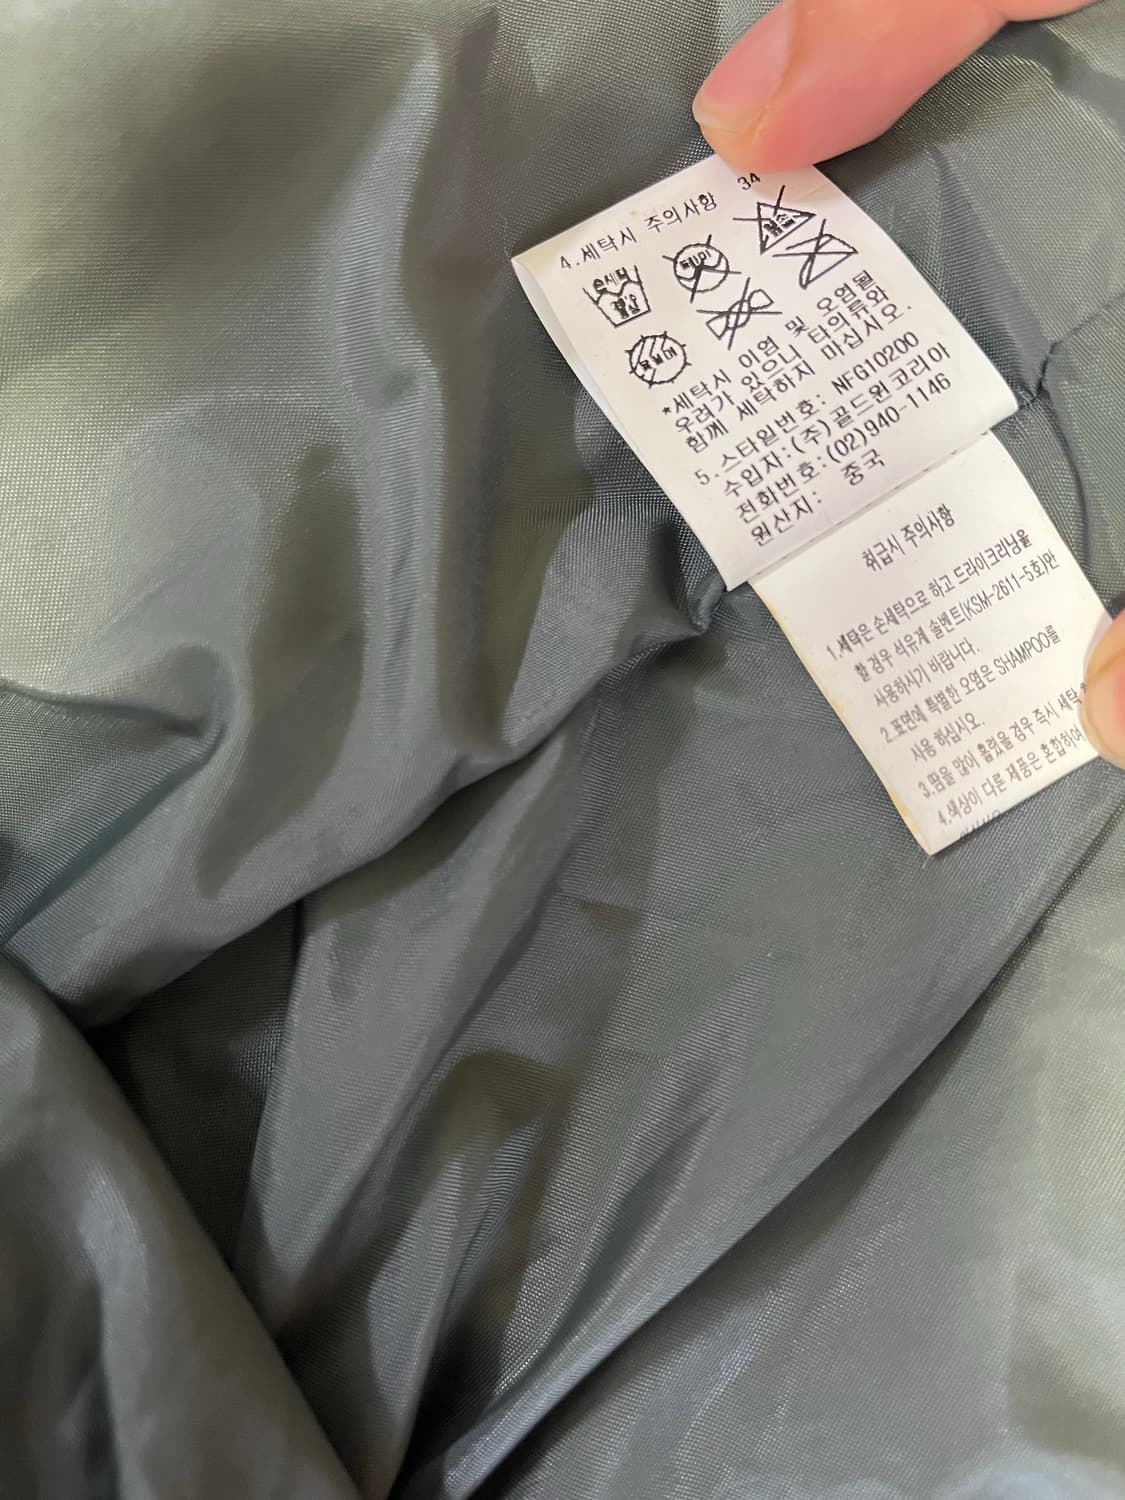 4.세탁시 주의사항 34
손세탁
중성
드라이
염소
*세탁시 이염 및 오염될
우려가 있으니 타의류와
함께 세탁하지 마십시오.
5.스타일번호: NFG10200
수입자:(주)골드윈코리아
전화번호:(02)940-1146
원산지: 중국
취급시 주의사항
1.세탁은 손세탁으로 하고 드라이크리닝을
할 경우 석유계 솔벤트(KSM-2611-5호)만
사용하시기 바랍니다.
2.표면에 특별한 오염은 SHAMPOO를
사용 하십시오.
3.땀을 많이 흘렸을 경우 즉시 세탁
4.색상이 다른 제품은 혼합하여